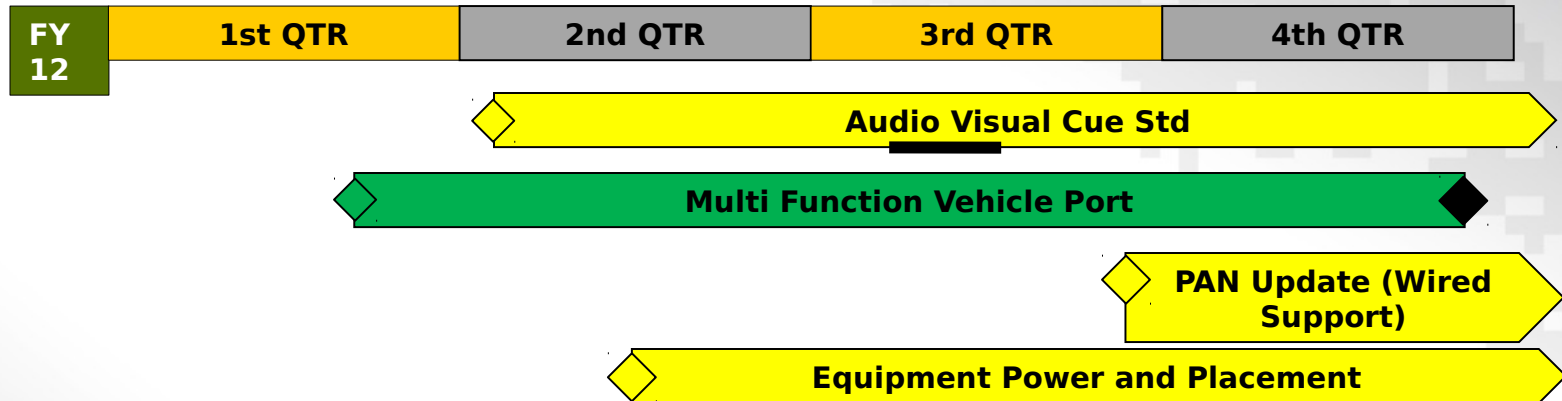 FY
12
1st QTR
2nd QTR
3rd QTR
4th QTR
Audio Visual Cue Std
Multi Function Vehicle Port
PAN Update (Wired
Support)
Equipment Power and Placement